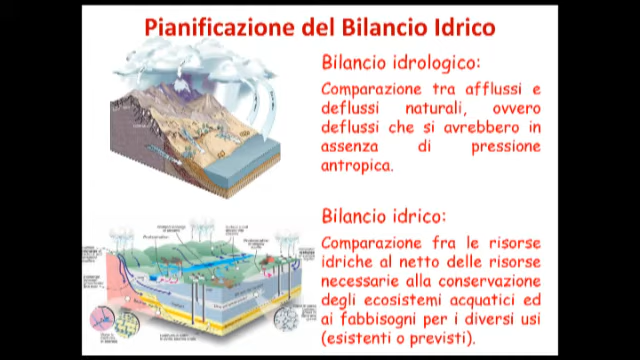 Pianificazione del Bilancio Idrico
Bilancio idrologico:
Comparazione tra afflussi e
deflussi naturali, ovvero
deflussi che si avrebbero in
assenza di pressione
antropica.
Bilancio idrico:
Comparazione fra le risorse
idriche al netto delle risorse
necessarie alla conservazione
degli ecosistemi acquatici ed
ai fabbisogni per i diversi usi
(esistenti o previsti).